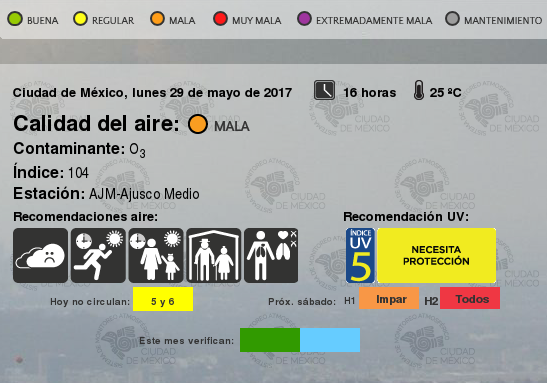 BUENA REGULAR MALA MUY MALA EXTREMADAMENTE MALA MANTENIMIENTO
Ciudad de México, lunes 29 de mayo de 2017 16 horas 25 ºC
Calidad del aire: MALA
Contaminante: O3
Índice: 104
Estación: AJM-Ajusco Medio
Recomendaciones aire: Recomendación UV:
ÍNDICE
UV
5
NECESITA
PROTECCIÓN
Hoy no circulan: 5 y 6 Próx. sábado: H1 Impar H2 Todos
Este mes verifican:
MONITOREO ATMOSFÉRICO
CIUDAD
DE MÉXICO